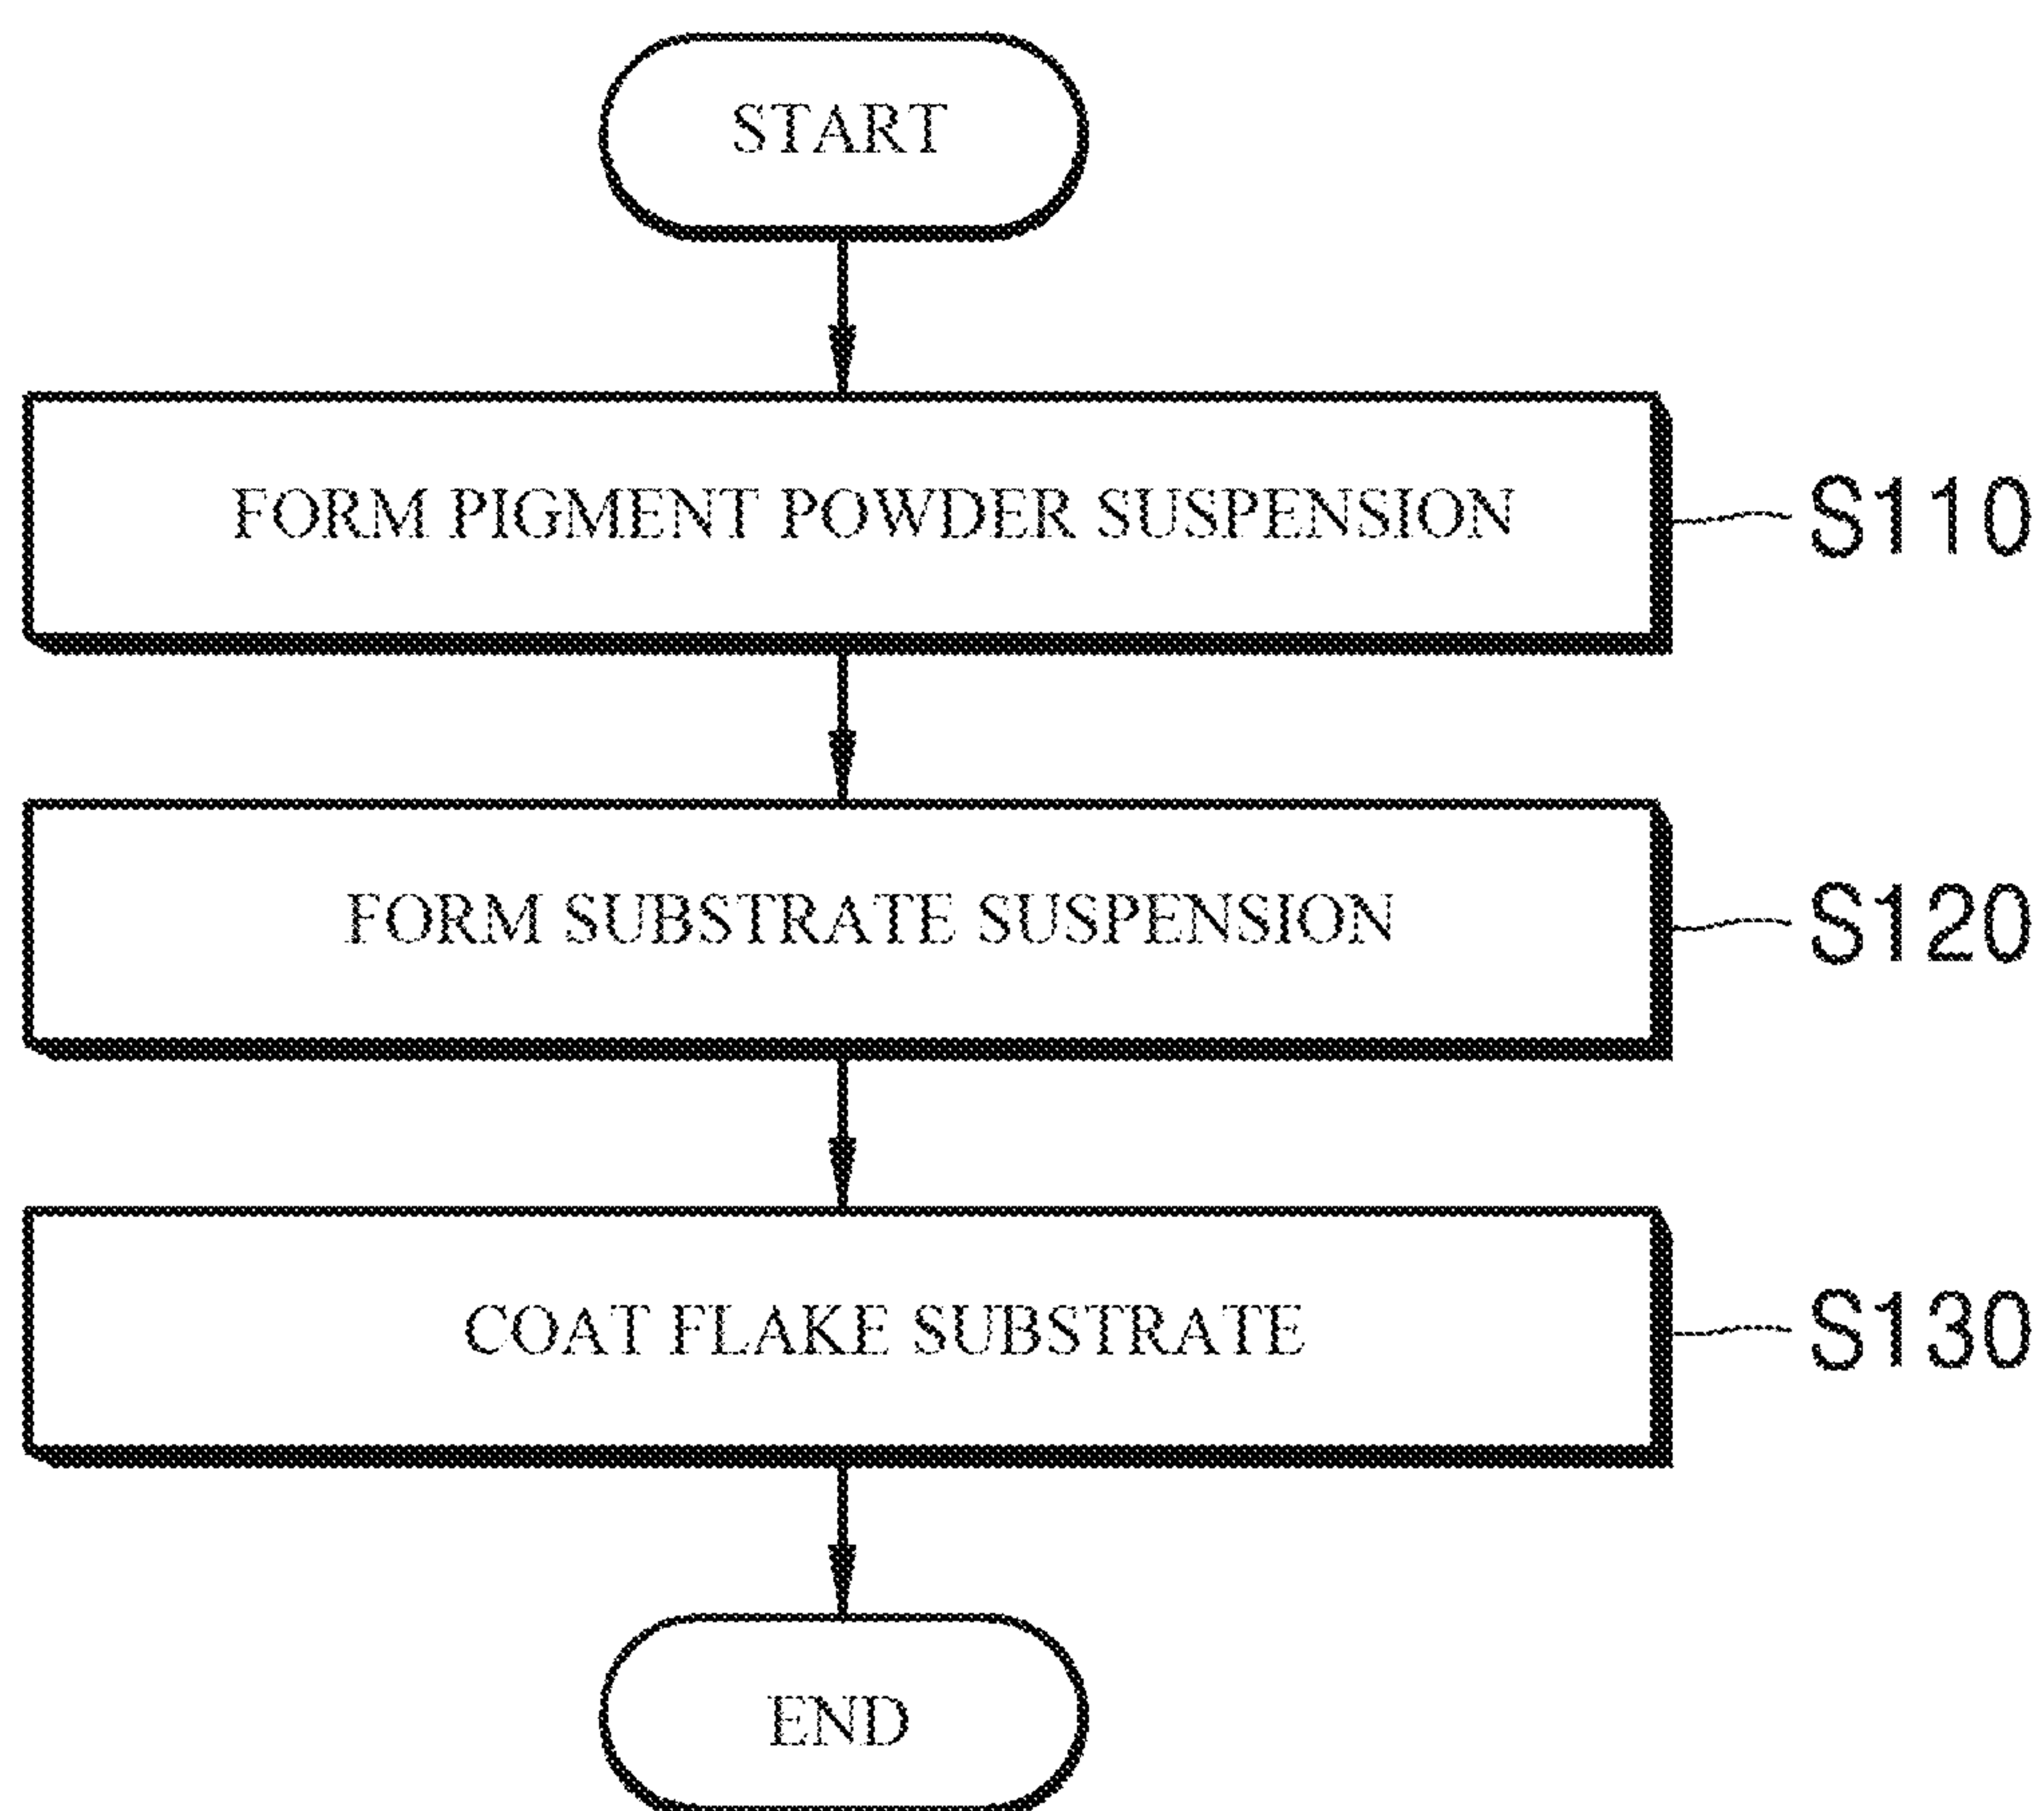 START
FORM PIGMENT POWDER SUSPENSION
S110
FORM SUBSTRATE SUSPENSION
S120
COAT FLAKE SUBSTRATE
S130
END